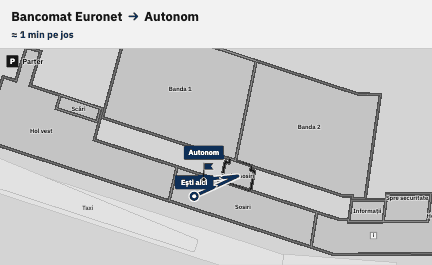 Bancomat Euronet → Autonom
≈ 1 min pe jos
P Parter
Banda 1
Scări
Hol vest
Banda 2
Autonom
Ești aici
Sosiri
Taxi
Informații
Spre securitate
i